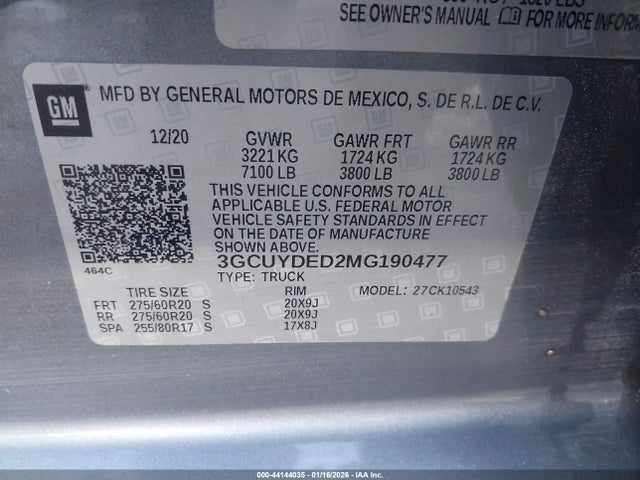 SEE OWNER'S MANUAL FOR MORE INFORM
GM
MFD BY GENERAL MOTORS DE MEXICO, S. DE R.L. DE C.V.
12/20 GVWR GAWR FRT GAWR RR
3221 KG 1724 KG 1724 KG
7100 LB 3800 LB 3800 LB
THIS VEHICLE CONFORMS TO ALL
APPLICABLE U.S. FEDERAL MOTOR
VEHICLE SAFETY STANDARDS IN EFFECT
ON THE DATE OF MANUFACTURE
SHOWN ABOVE.
464C 3GCUYDED2MG190477
TYPE: TRUCK
TIRE SIZE RIM MODEL: 27CK10543
FRT 275/60R20 S 20X9J
RR 275/60R20 S 20X9J
SPA 255/80R17 S 17X8J
000-44144035 - 01/16/2026 - IAA Inc.